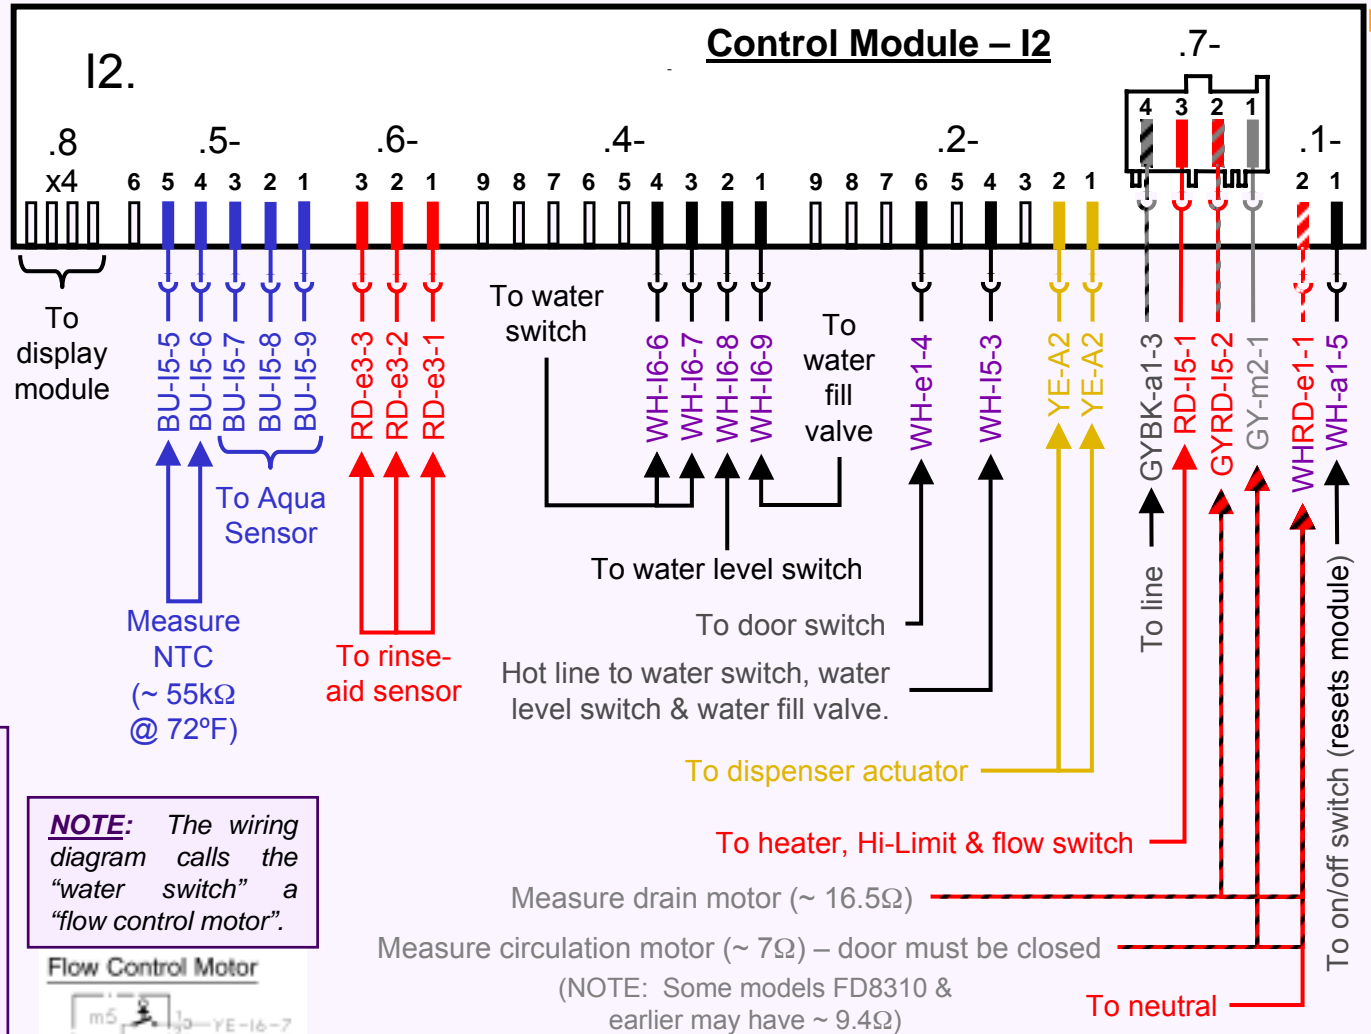 Control Module – I2
I2.
.7-
4 3 2 1
.8
x4
.5-
.6-
.4-
.2-
.1-
6 5 4 3 2 1
3 2 1
9 8 7 6 5 4 3 2 1
9 8 7 6 5 4 3 2 1
2 1
To
display
module
BU-I5-5
BU-I5-6
BU-I5-7
BU-I5-8
BU-I5-9
RD-e3-3
RD-e3-2
RD-e3-1
To water
switch
WH-I6-6
WH-I6-7
WH-I6-8
WH-I6-9
To
water
fill
valve
WH-e1-4
WH-I5-3
YE-A2
YE-A2
GYBK-a1-3
RD-I5-1
GYRD-I5-2
GY-m2-1
WHRD-e1-1
WH-a1-5
To Aqua
Sensor
Measure
NTC
(~ 55kΩ
@ 72ºF)
To rinse-
aid sensor
To water level switch
To door switch
Hot line to water switch, water
level switch & water fill valve.
To dispenser actuator
To line
To on/off switch (resets module)
To heater, Hi-Limit & flow switch
Measure drain motor (~ 16.5Ω)
Measure circulation motor (~ 7Ω) – door must be closed
(NOTE: Some models FD8310 &
earlier may have ~ 9.4Ω)
To neutral
NOTE: The wiring
diagram calls the
“water switch” a
“flow control motor”.
Flow Control Motor
m5
YE-I6-7